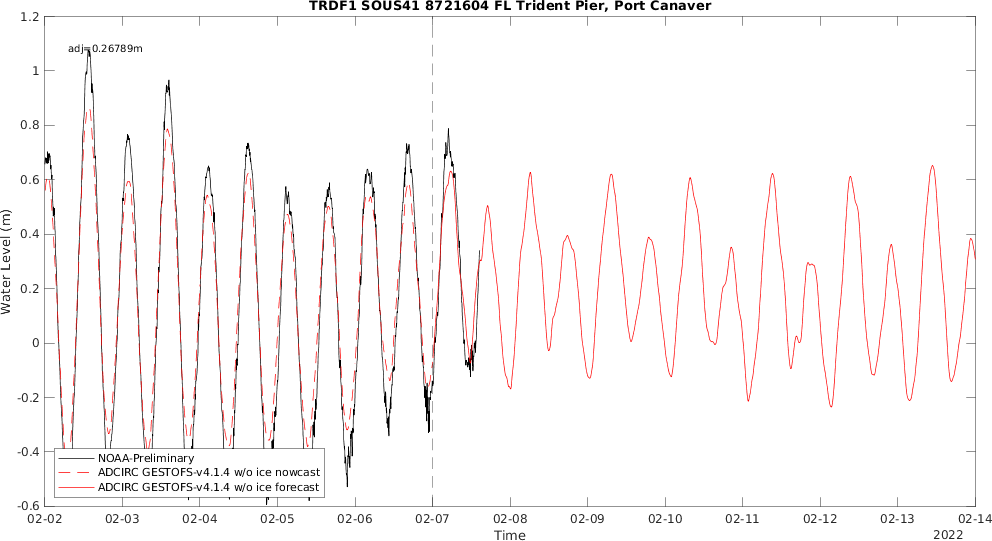 TRDF1 SOUS41 8721604 FL Trident Pier, Port Canaver
adj=0.26789m
1.2
1
0.8
0.6
0.4
0.2
0
-0.2
-0.4
-0.6
Water Level (m)
NOAA-Preliminary
ADCIRC GESTOFS-v4.1.4 w/o ice nowcast
ADCIRC GESTOFS-v4.1.4 w/o ice forecast
02-02 02-03 02-04 02-05 02-06 02-07 02-08 02-09 02-10 02-11 02-12 02-13 02-14
Time
2022